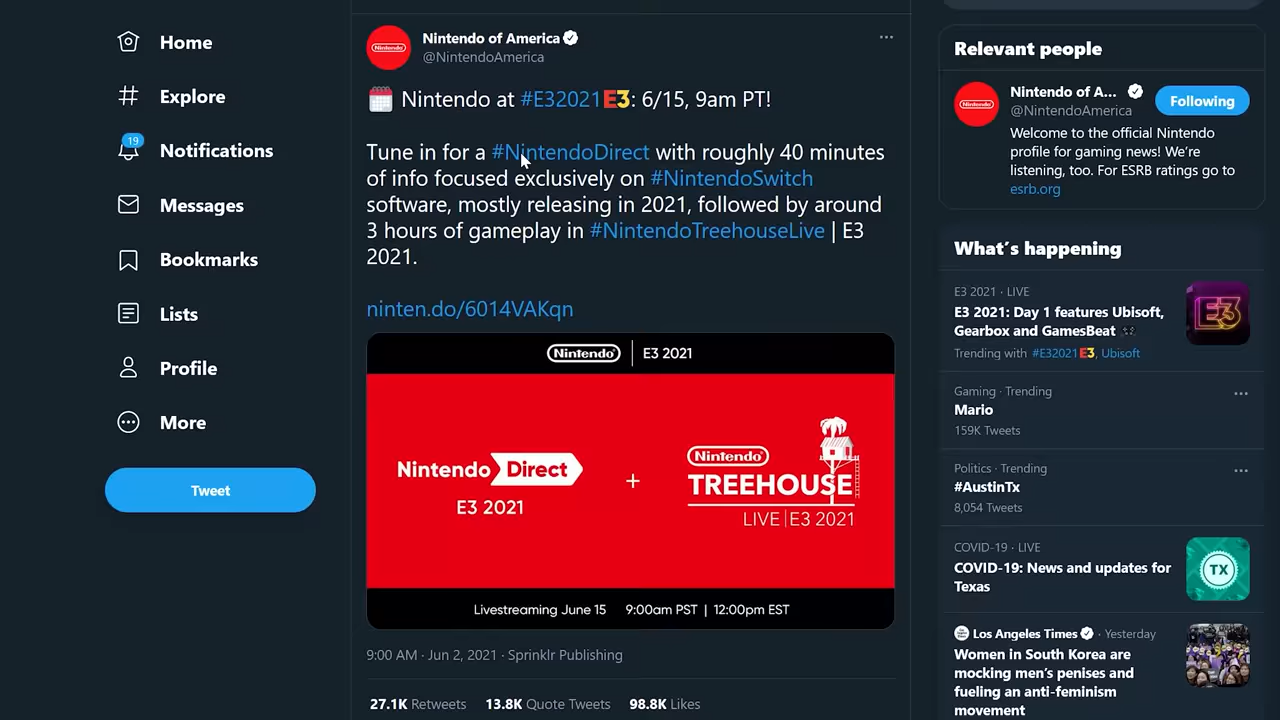 Home
Explore
19
Notifications
Messages
Bookmarks
Lists
Profile
More
Tweet
Nintendo
Nintendo of America
@NintendoAmerica
Nintendo at #E32021 E3: 6/15, 9am PT!
Tune in for a #NintendoDirect with roughly 40 minutes
of info focused exclusively on #NintendoSwitch
software, mostly releasing in 2021, followed by around
3 hours of gameplay in #NintendoTreehouseLive | E3
2021.
ninten.do/6014VAKqn
Nintendo | E3 2021
Nintendo Direct
E3 2021
+
Nintendo
TREEHOUSE
LIVE | E3 2021
Livestreaming June 15 9:00am PST | 12:00pm EST
9:00 AM · Jun 2, 2021 · Sprinklr Publishing
27.1K Retweets 13.8K Quote Tweets 98.8K Likes
Relevant people
Nintendo
Nintendo of A...
@NintendoAmerica
Following
Welcome to the official Nintendo
profile for gaming news! We're
listening, too. For ESRB ratings go to
esrb.org
What's happening
E3 2021 · LIVE
E3 2021: Day 1 features Ubisoft,
Gearbox and GamesBeat
Trending with #E32021 E3, Ubisoft
E3
Gaming · Trending
Mario
159K Tweets
Politics · Trending
#AustinTx
8,054 Tweets
COVID-19 · LIVE
COVID-19: News and updates for
Texas
TX
Los Angeles Times · Yesterday
Women in South Korea are
mocking men's penises and
fueling an anti-feminism
movement